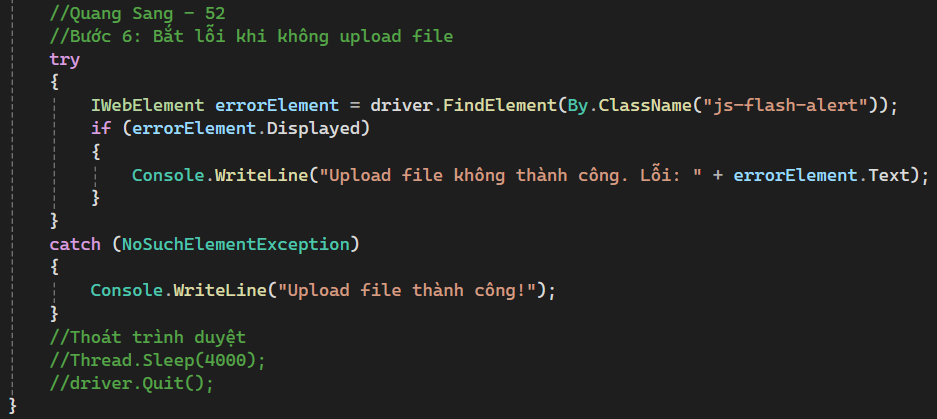 //Quang Sang - 52
//Bước 6: Bắt lỗi khi không upload file
try
{
IWebElement errorElement = driver.FindElement(By.ClassName("js-flash-alert"));
if (errorElement.Displayed)
{
Console.WriteLine("Upload file không thành công. Lỗi: " + errorElement.Text);
}
}
catch (NoSuchElementException)
{
Console.WriteLine("Upload file thành công!");
}
//Thoát trình duyệt
//Thread.Sleep(4000);
//driver.Quit();
}